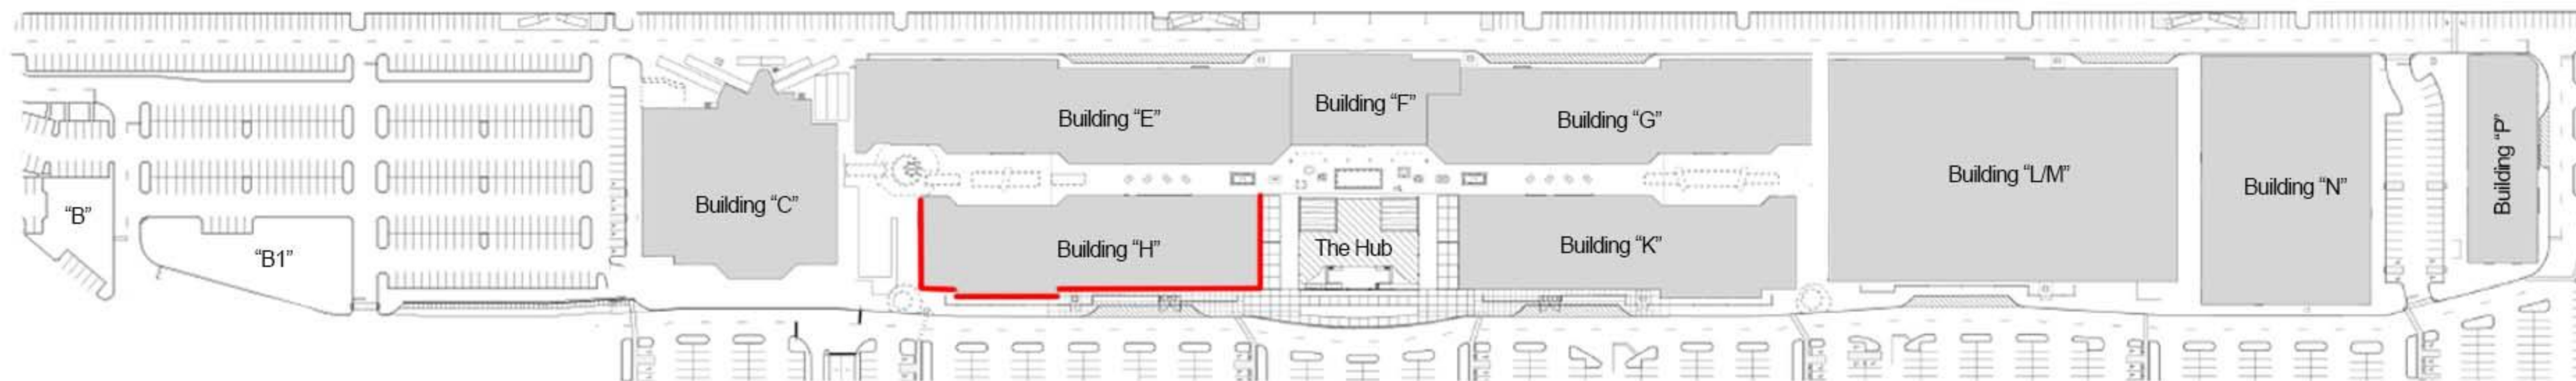 "B"
"B1"
Building "C"
Building "E"
Building "F"
Building "G"
Building "H"
The Hub
Building "K"
Building "L/M"
Building "N"
Building "P"